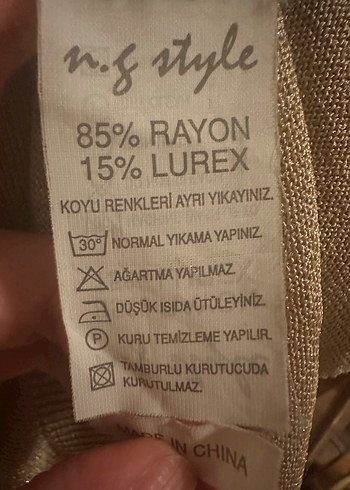 n.g style
85% RAYON
15% LUREX
KOYU RENKLERİ AYRI YIKAYINIZ.
30° NORMAL YIKAMA YAPINIZ.
AĞARTMA YAPILMAZ.
DÜŞÜK ISIDA ÜTÜLEYİNİZ.
P KURU TEMİZLEME YAPILIR.
TAMBURLU KURUTUCUDA
KURUTULMAZ.
MADE IN CHINA